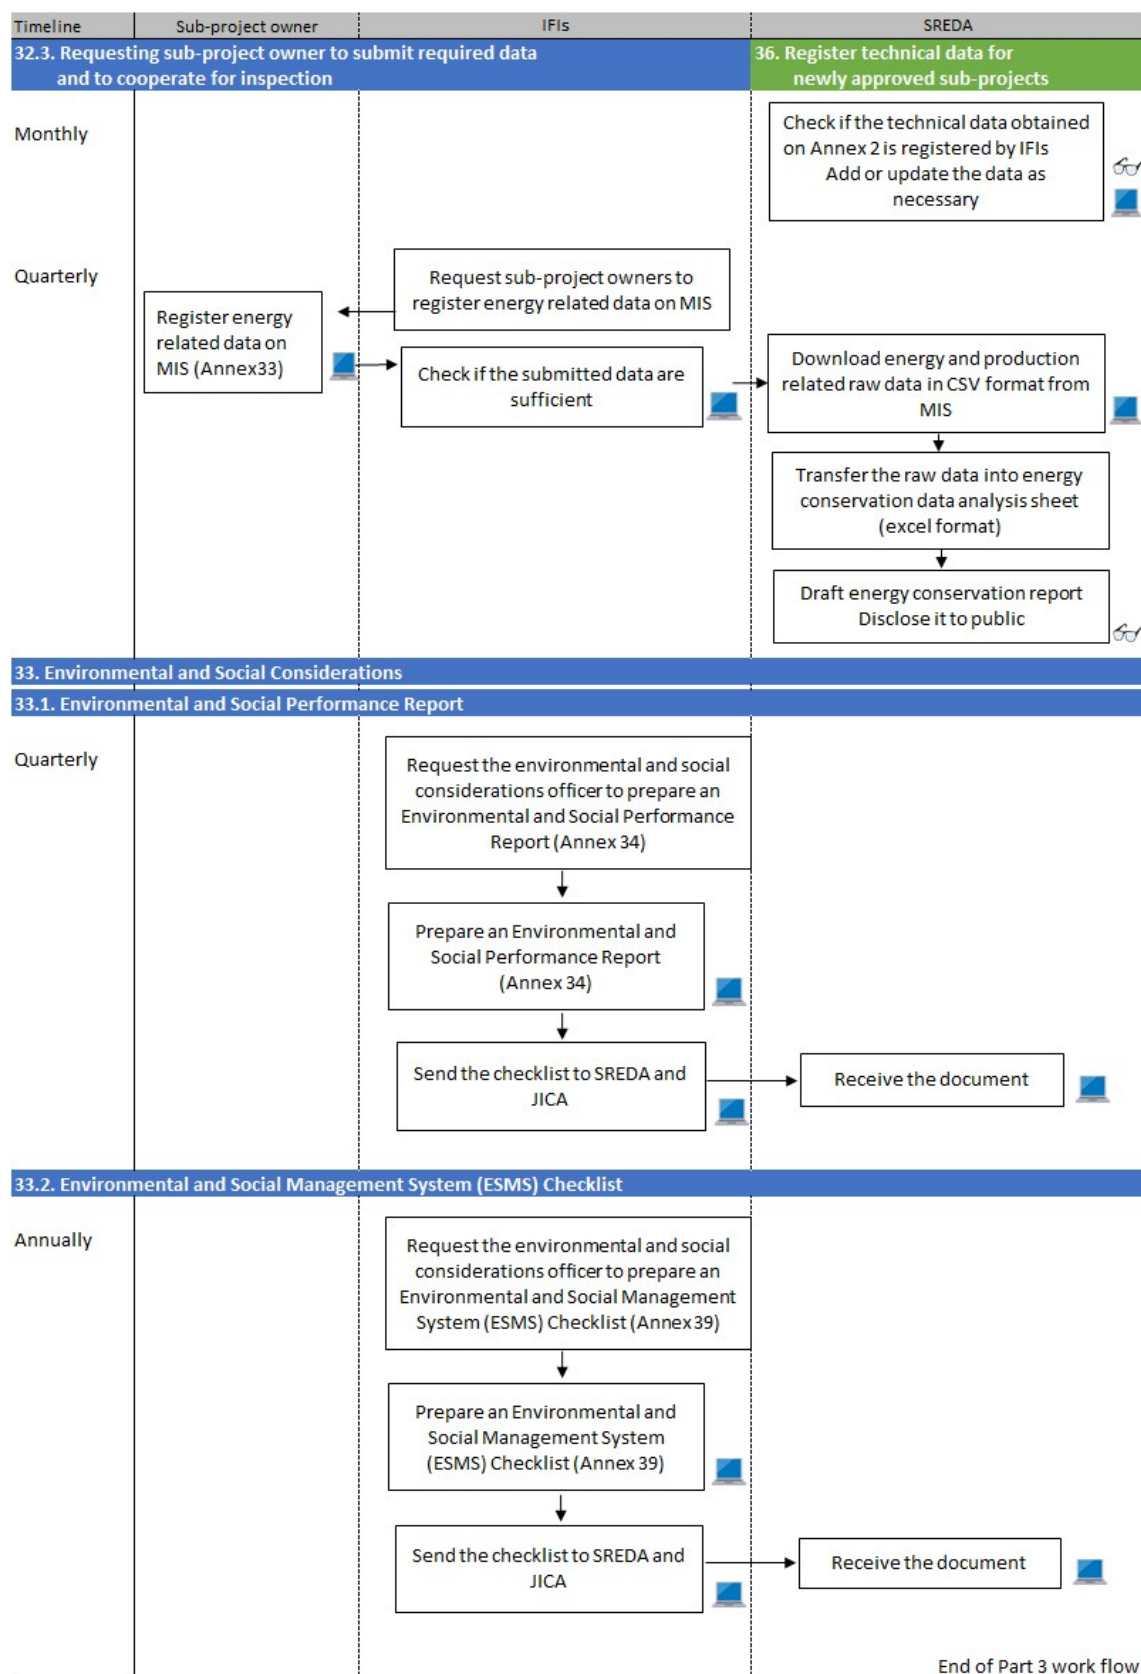 Timeline
Sub-project owner
IFIs
SREDA
32.3. Requesting sub-project owner to submit required data
and to cooperate for inspection
36. Register technical data for
newly approved sub-projects
Monthly
Check if the technical data obtained
on Annex 2 is registered by IFIs
Add or update the data as
necessary
Quarterly
Request sub-project owners to
register energy related data on MIS
Register energy
related data on
MIS (Annex33)
Check if the submitted data are
sufficient
Download energy and production
related raw data in CSV format from
MIS
Transfer the raw data into energy
conservation data analysis sheet
(excel format)
Draft energy conservation report
Disclose it to public
33. Environmental and Social Considerations
33.1. Environmental and Social Performance Report
Quarterly
Request the environmental and social
considerations officer to prepare an
Environmental and Social Performance
Report (Annex 34)
Prepare an Environmental and
Social Performance Report
(Annex 34)
Send the checklist to SREDA and
JICA
Receive the document
33.2. Environmental and Social Management System (ESMS) Checklist
Annually
Request the environmental and social
considerations officer to prepare an
Environmental and Social Management
System (ESMS) Checklist (Annex 39)
Prepare an Environmental and
Social Management System
(ESMS) Checklist (Annex 39)
Send the checklist to SREDA and
JICA
Receive the document
End of Part 3 work flow